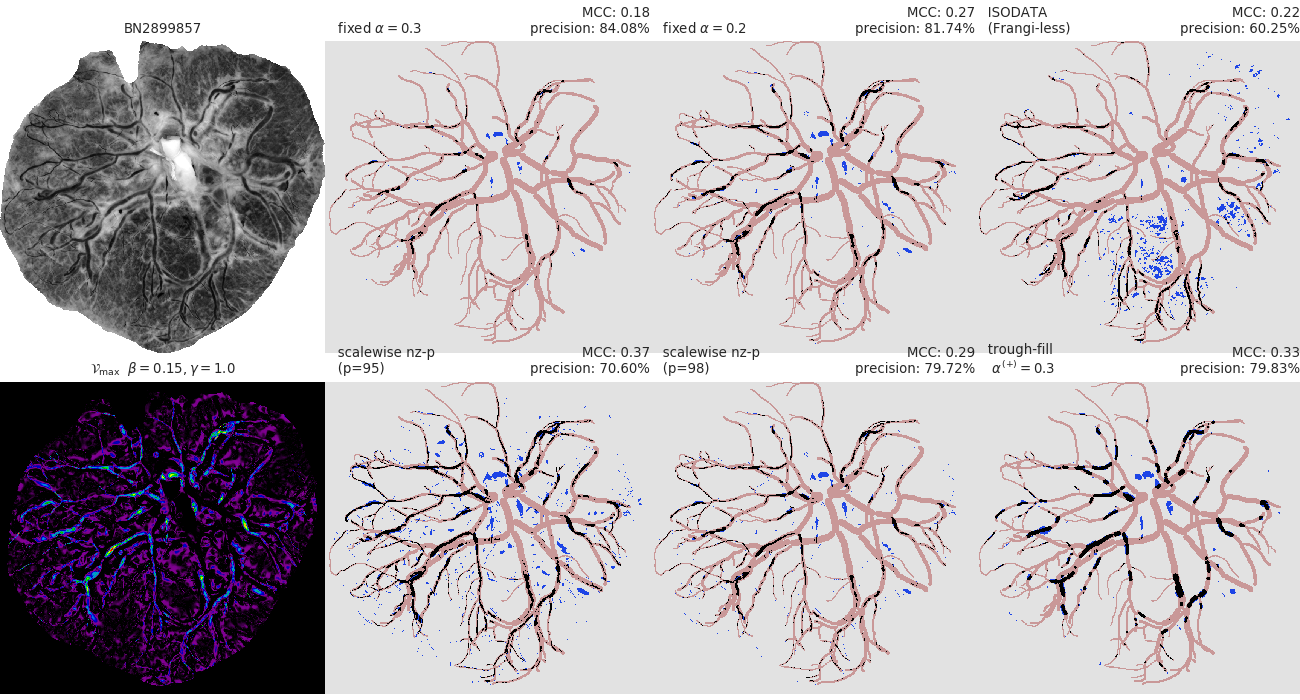 BN2899857
fixed α = 0.3
MCC: 0.18
precision: 84.08%
fixed α = 0.2
MCC: 0.27
precision: 81.74%
ISODATA
(Frangi-less)
MCC: 0.22
precision: 60.25%
𝒱max β = 0.15, γ = 1.0
scalewise nz-p
(p=95)
MCC: 0.37
precision: 70.60%
scalewise nz-p
(p=98)
MCC: 0.29
precision: 79.72%
trough-fill
α(+) = 0.3
MCC: 0.33
precision: 79.83%